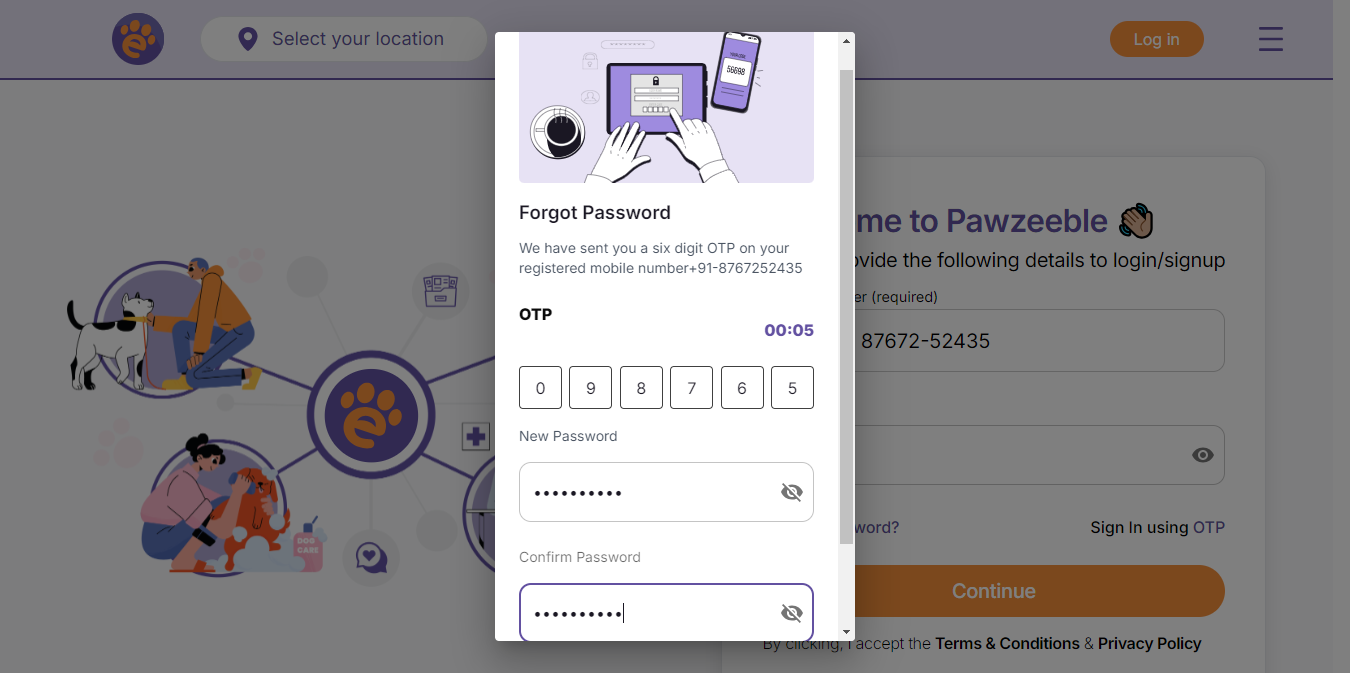 Select your location
Log in
56698
Forgot Password
We have sent you a six digit OTP on your
registered mobile number+91-8767252435
OTP
00:05
0 9 8 7 6 5
New Password
••••••••••
Confirm Password
••••••••••
me to Pawzeeble
ovide the following details to login/signup
er (required)
87672-52435
word?
Sign In using OTP
Continue
By clicking, I accept the Terms & Conditions & Privacy Policy
DOG
CARE